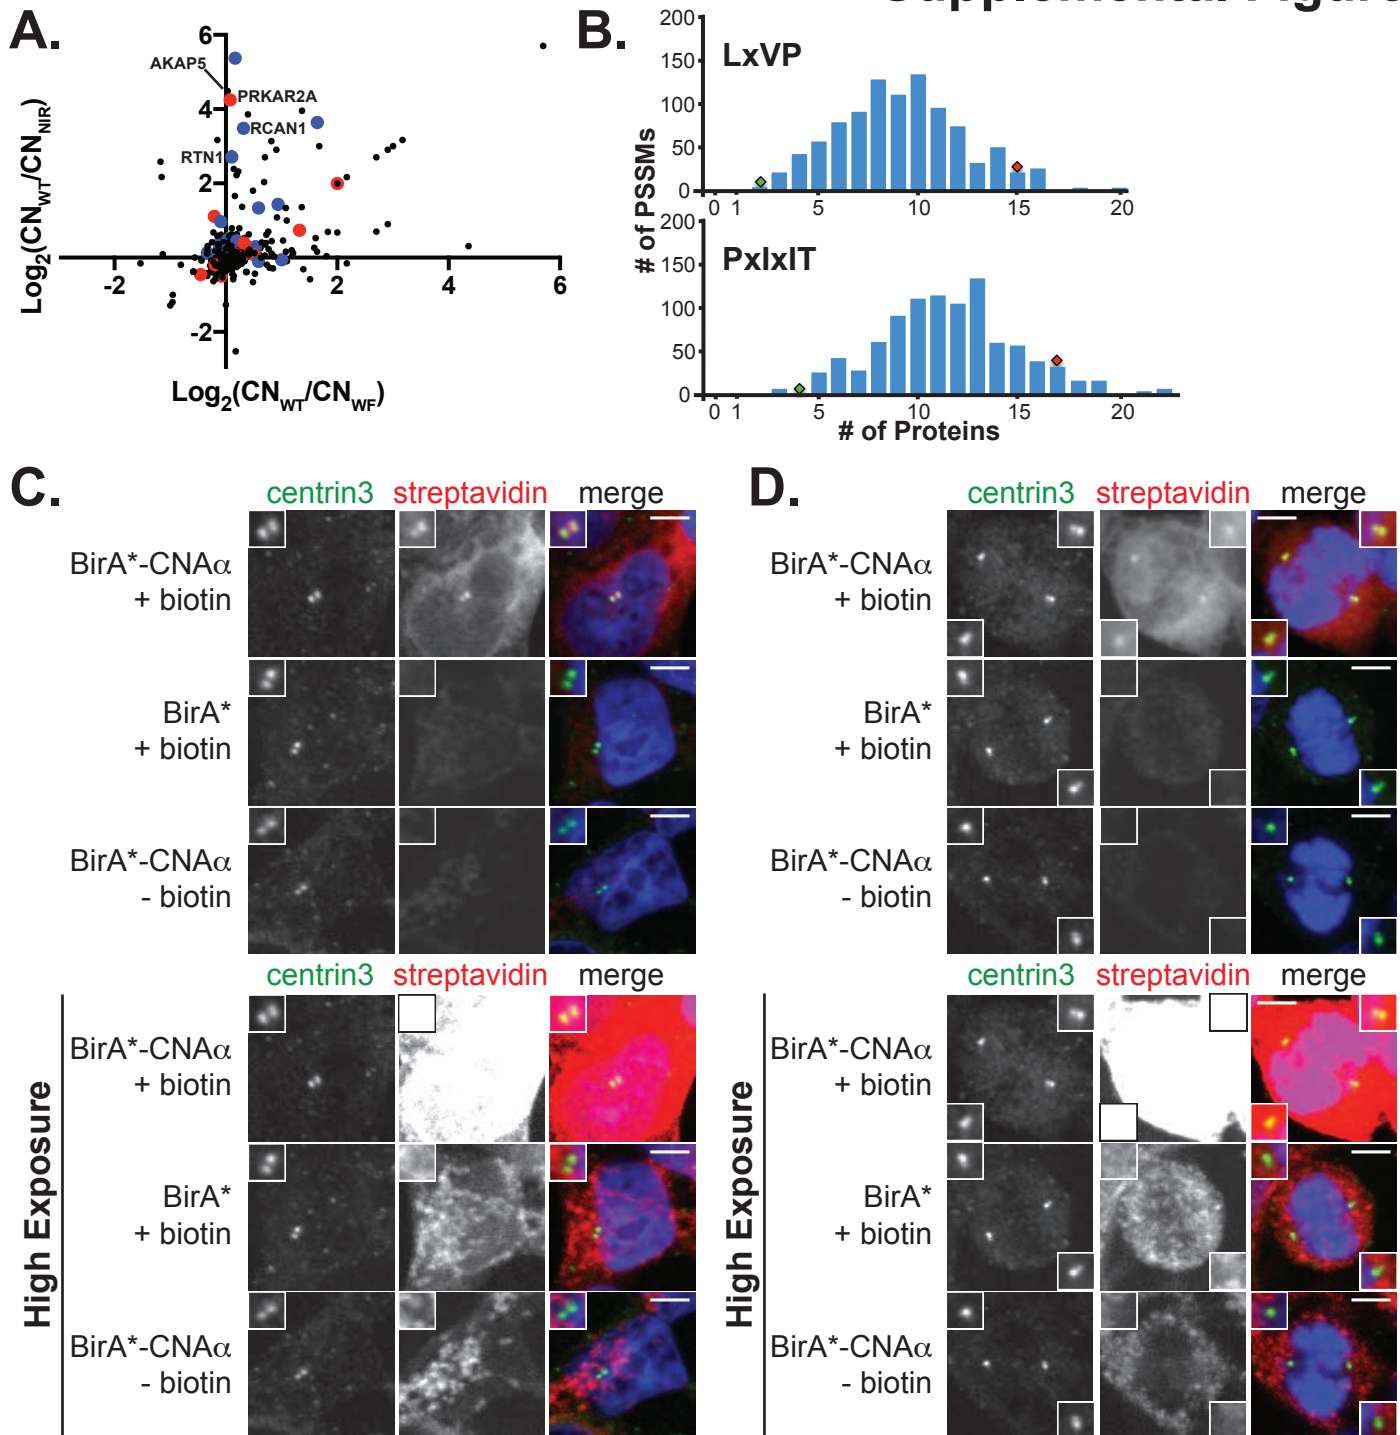 Supplemental Figure
A.
6
4
2
-2
-2
2
4
6
AKAP5
PRKAR2A
RCAN1
RTN1
Log2(CNWT/CNNIR)
Log2(CNWT/CNWF)
B.
200
150
100
50
0
LxVP
0 1 5 10 15 20
# of PSSMs
200
150
100
50
0
PxIxIT
0 1 5 10 15 20
# of Proteins
C.
centrin3 streptavidin merge
BirA*-CNAα
+ biotin
BirA*
+ biotin
BirA*-CNAα
- biotin
centrin3 streptavidin merge
High Exposure
BirA*-CNAα
+ biotin
BirA*
+ biotin
BirA*-CNAα
- biotin
D.
centrin3 streptavidin merge
BirA*-CNAα
+ biotin
BirA*
+ biotin
BirA*-CNAα
- biotin
centrin3 streptavidin merge
High Exposure
BirA*-CNAα
+ biotin
BirA*
+ biotin
BirA*-CNAα
- biotin